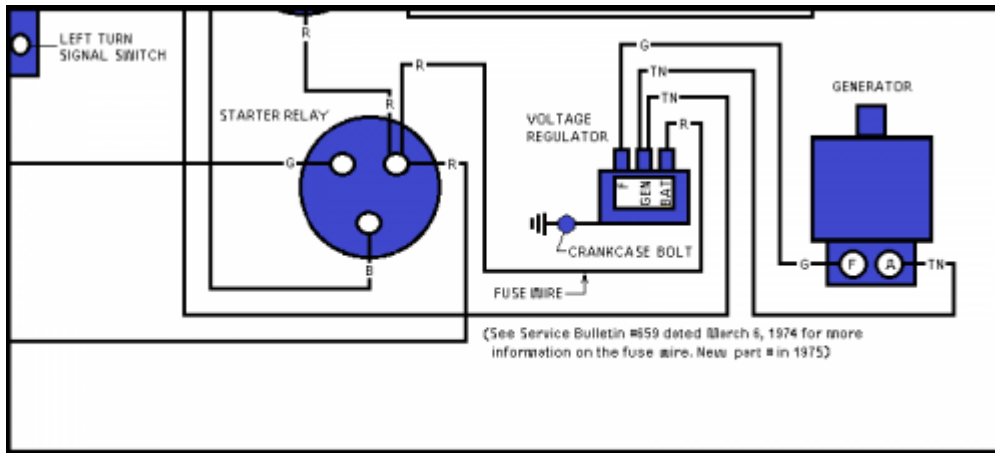 LEFT TURN
SIGNAL SWITCH
R
R
R
STARTER RELAY
G
R
B
G
TN
TN
R
VOLTAGE
REGULATOR
F
GEN
BAT
CRANKCASE BOLT
FUSE WIRE
GENERATOR
G
F
A
TN
(See Service Bulletin #659 dated March 6, 1974 for more
information on the fuse wire. New part # in 1975)